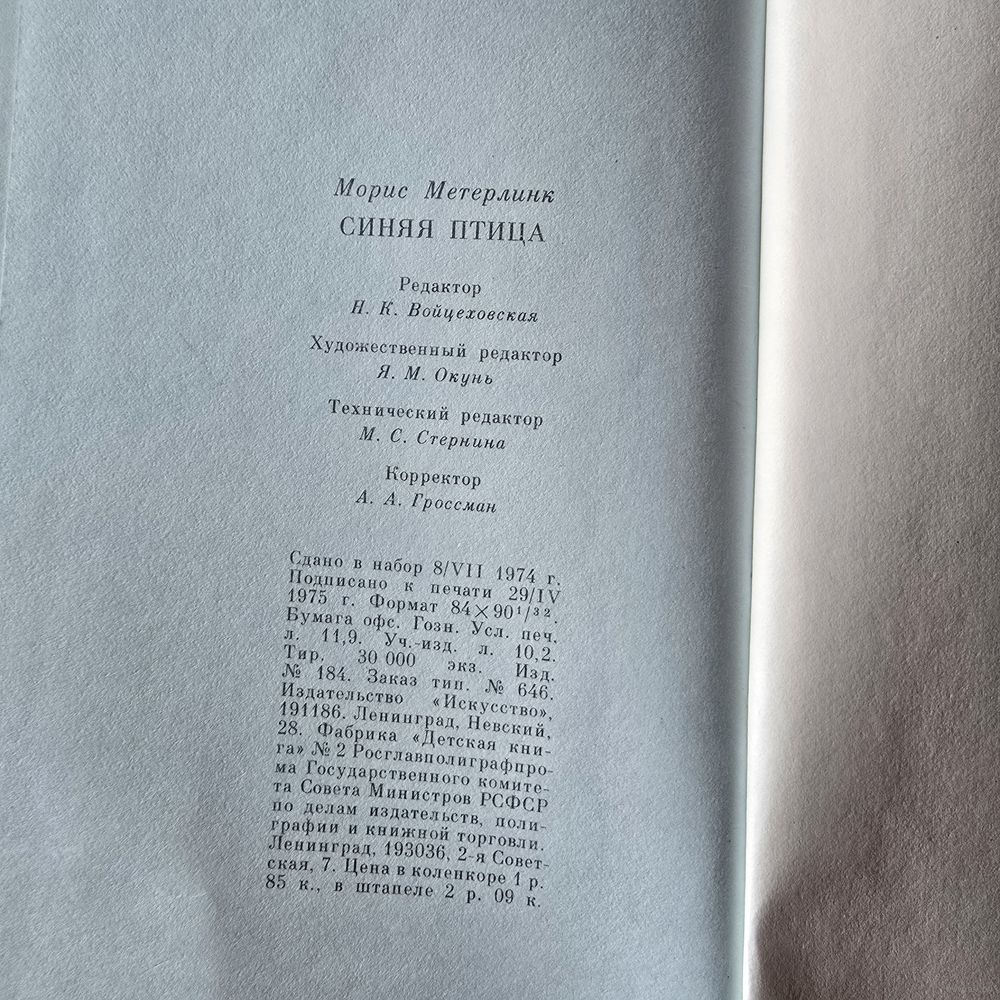 Морис Метерлинк
СИНЯЯ ПТИЦА
Редактор
Н. К. Войцеховская
Художественный редактор
Я. М. Окунь
Технический редактор
М. С. Стернина
Корректор
А. А. Гроссман
Сдано в набор 8/VII 1974 г.
Подписано к печати 29/IV
1975 г. Формат 84×90¹/³².
Бумага офс. Гозн. Усл. печ.
л. 11,9. Уч.-изд. л. 10,2.
Тир. 30 000 экз. Изд.
№ 184. Заказ тип. № 646.
Издательство «Искусство»,
191186. Ленинград, Невский,
28. Фабрика «Детская кни-
га» № 2 Росглавполиграфпро-
ма Государственного комите-
та Совета Министров РСФСР
по делам издательств, поли-
графии и книжной торговли.
Ленинград, 193036, 2-я Совет-
ская, 7. Цена в коленкоре 1 р.
85 к., в штапеле 2 р. 09 к.